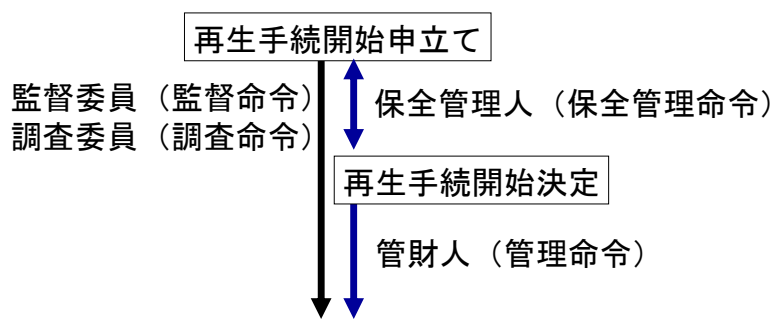 再生手続開始申立て
監督委員（監督命令）
調査委員（調査命令）
保全管理人（保全管理命令）
再生手続開始決定
管財人（管理命令）